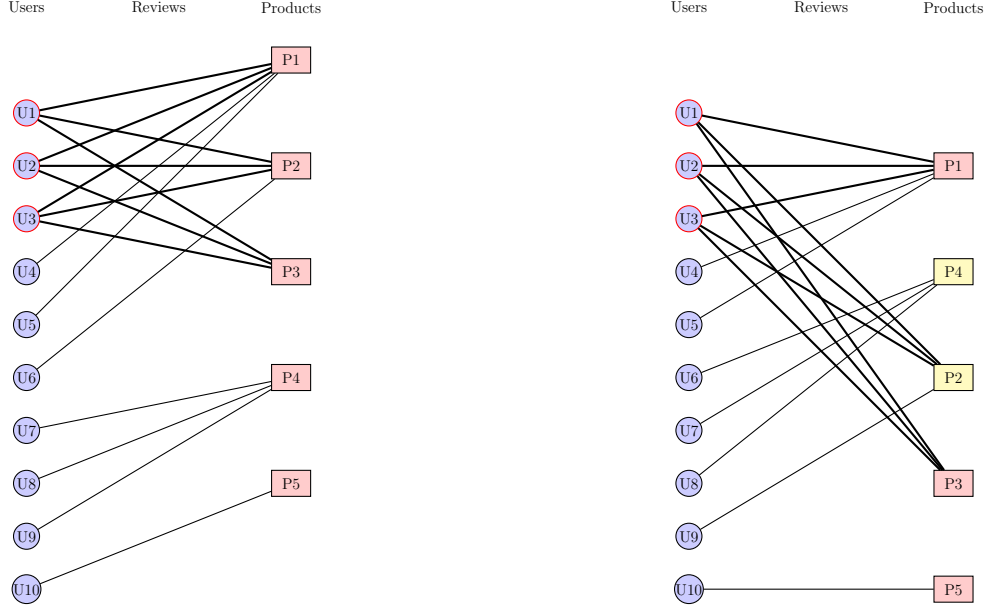 Users Reviews Products
P1
U1
U2 P2
U3
U4 P3
U5
U6 P4
U7
U8 P5
U9
U10
Users Reviews Products
U1
U2 P1
U3
U4 P4
U5
U6 P2
U7
U8 P3
U9
U10 P5